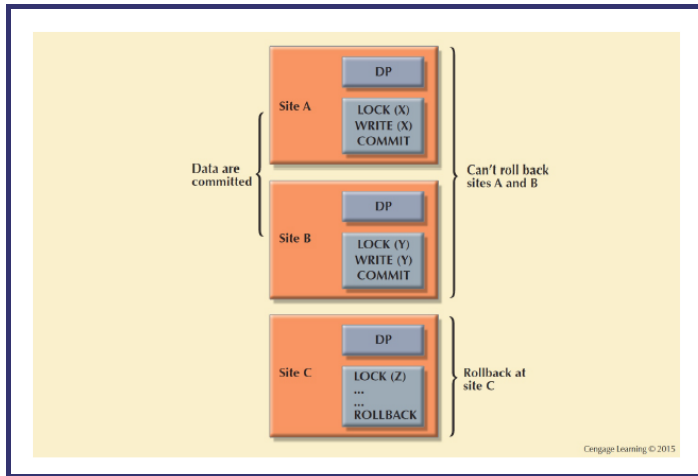 DP
Site A
LOCK (X)
WRITE (X)
COMMIT
Data are
committed
Can't roll back
sites A and B
DP
Site B
LOCK (Y)
WRITE (Y)
COMMIT
DP
Site C
LOCK (Z)
...
...
ROLLBACK
Rollback at
site C
Cengage Learning © 2015